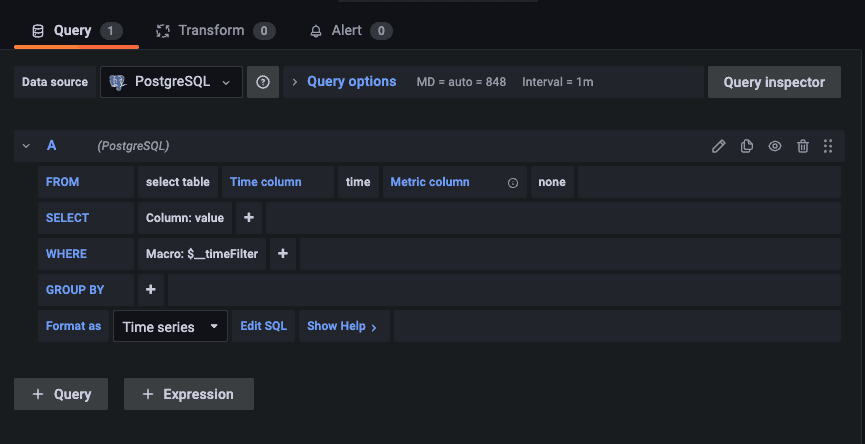 Query 1 Transform 0 Alert 0
Data source PostgreSQL Query options MD = auto = 848 Interval = 1m Query inspector
A (PostgreSQL)
FROM select table Time column time Metric column none
SELECT Column: value +
WHERE Macro: $__timeFilter +
GROUP BY +
Format as Time series Edit SQL Show Help >
+ Query + Expression